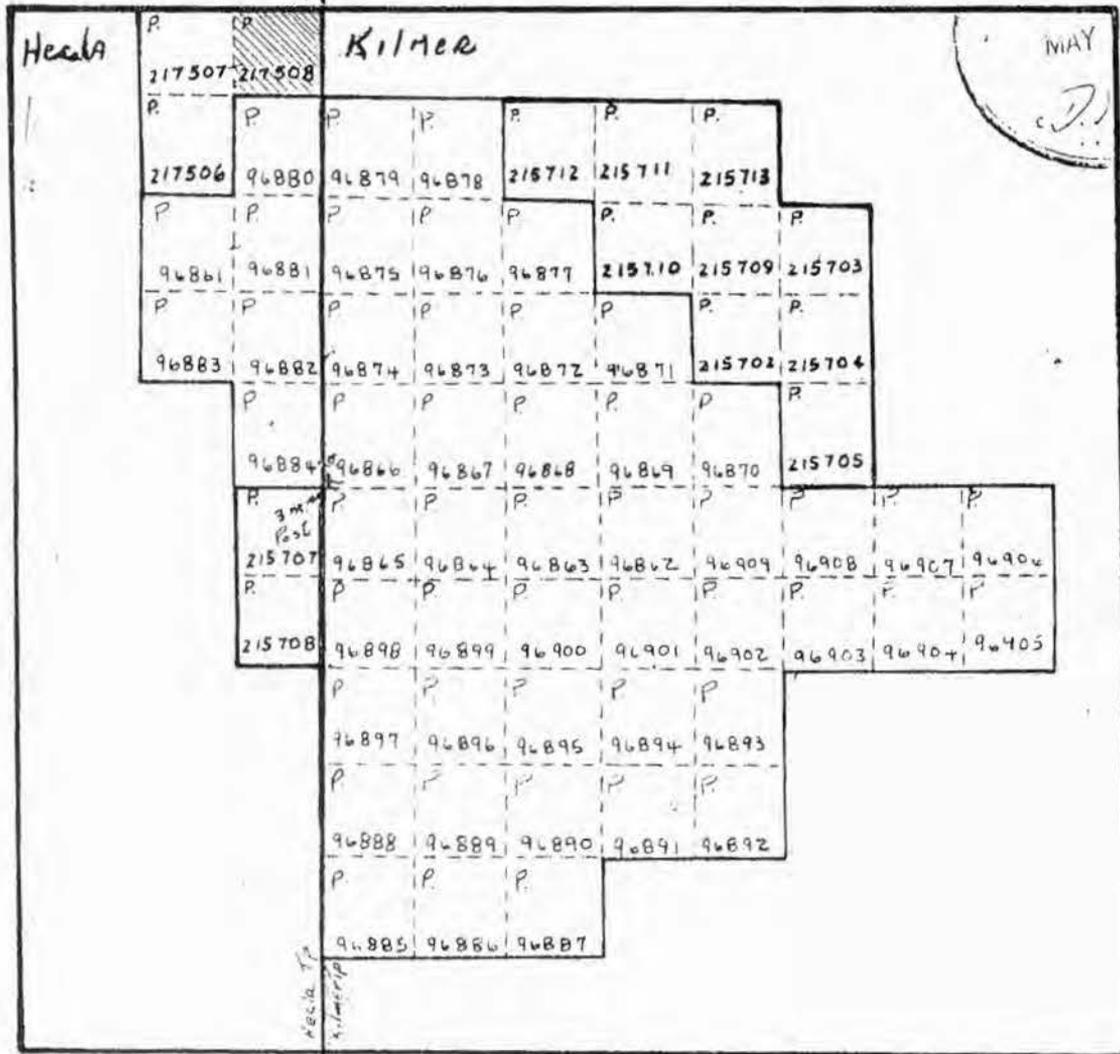 Hecla
Kilmer
MAY
P. P.
217507 217508
P. P. P. P. P. P. P.
217506 96880 96879 96878 215712 215711 215713
P. P. P. P. P. P. P. P.
96861 96881 96875 96876 96877 215710 215709 215703
P. P. P. P. P. P. P. P.
96883 96882 96874 96873 96872 96871 215702 215704
P. P. P. P. P. P. P.
96884 96866 96867 96868 96869 96870 215705
P. P. P. P. P. P. P. P. P.
3 m.
Post
215707 96865 96864 96863 96862 96909 96908 96907 96906
P. P. P. P. P. P. P. P. P.
215708 96898 96899 96900 96901 96902 96903 96904 96905
P. P. P. P. P.
96897 96896 96895 96894 96893
P. P. P. P. P.
96888 96889 96890 96891 96892
P. P. P.
96885 96886 96887
Hecla Tp
Kilmer Tp